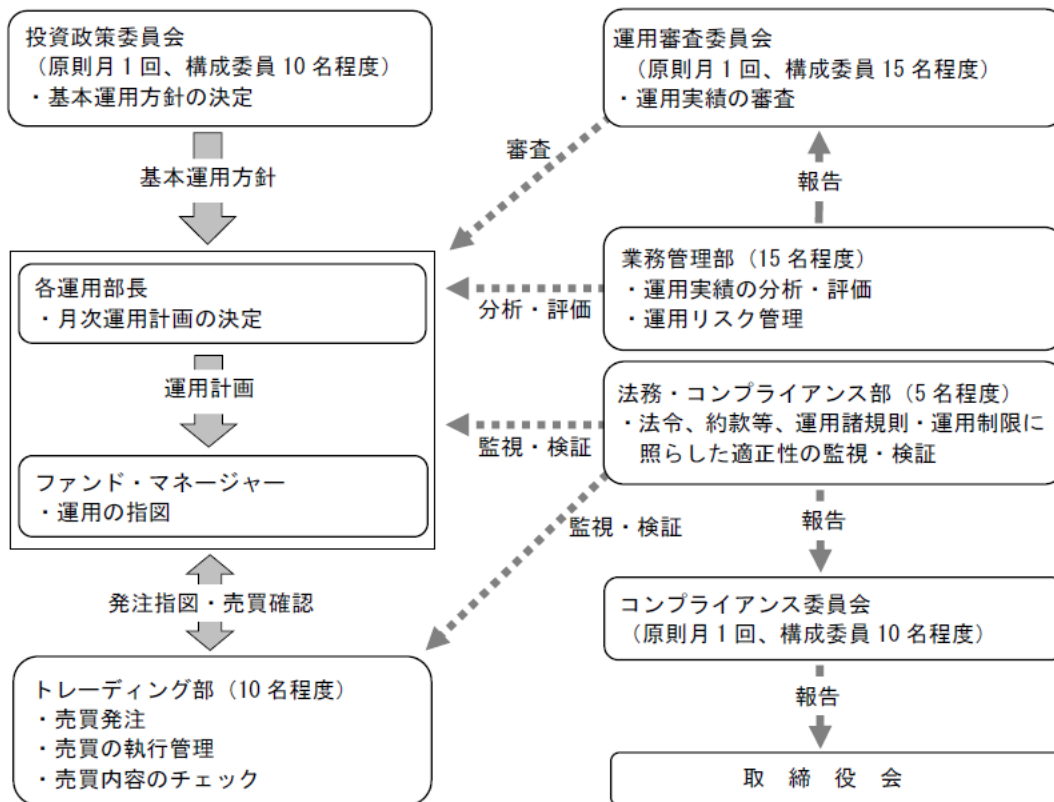 投資政策委員会
（原則月1回、構成委員10名程度）
・基本運用方針の決定
基本運用方針
各運用部長
・月次運用計画の決定
運用計画
ファンド・マネージャー
・運用の指図
発注指図・売買確認
トレーディング部（10名程度）
・売買発注
・売買の執行管理
・売買内容のチェック
運用審査委員会
（原則月1回、構成委員15名程度）
・運用実績の審査
審査
報告
業務管理部（15名程度）
・運用実績の分析・評価
・運用リスク管理
分析・評価
法務・コンプライアンス部（5名程度）
・法令、約款等、運用諸規則・運用制限に
照らした適正性の監視・検証
監視・検証
監視・検証
報告
コンプライアンス委員会
（原則月1回、構成委員10名程度）
報告
取締役会